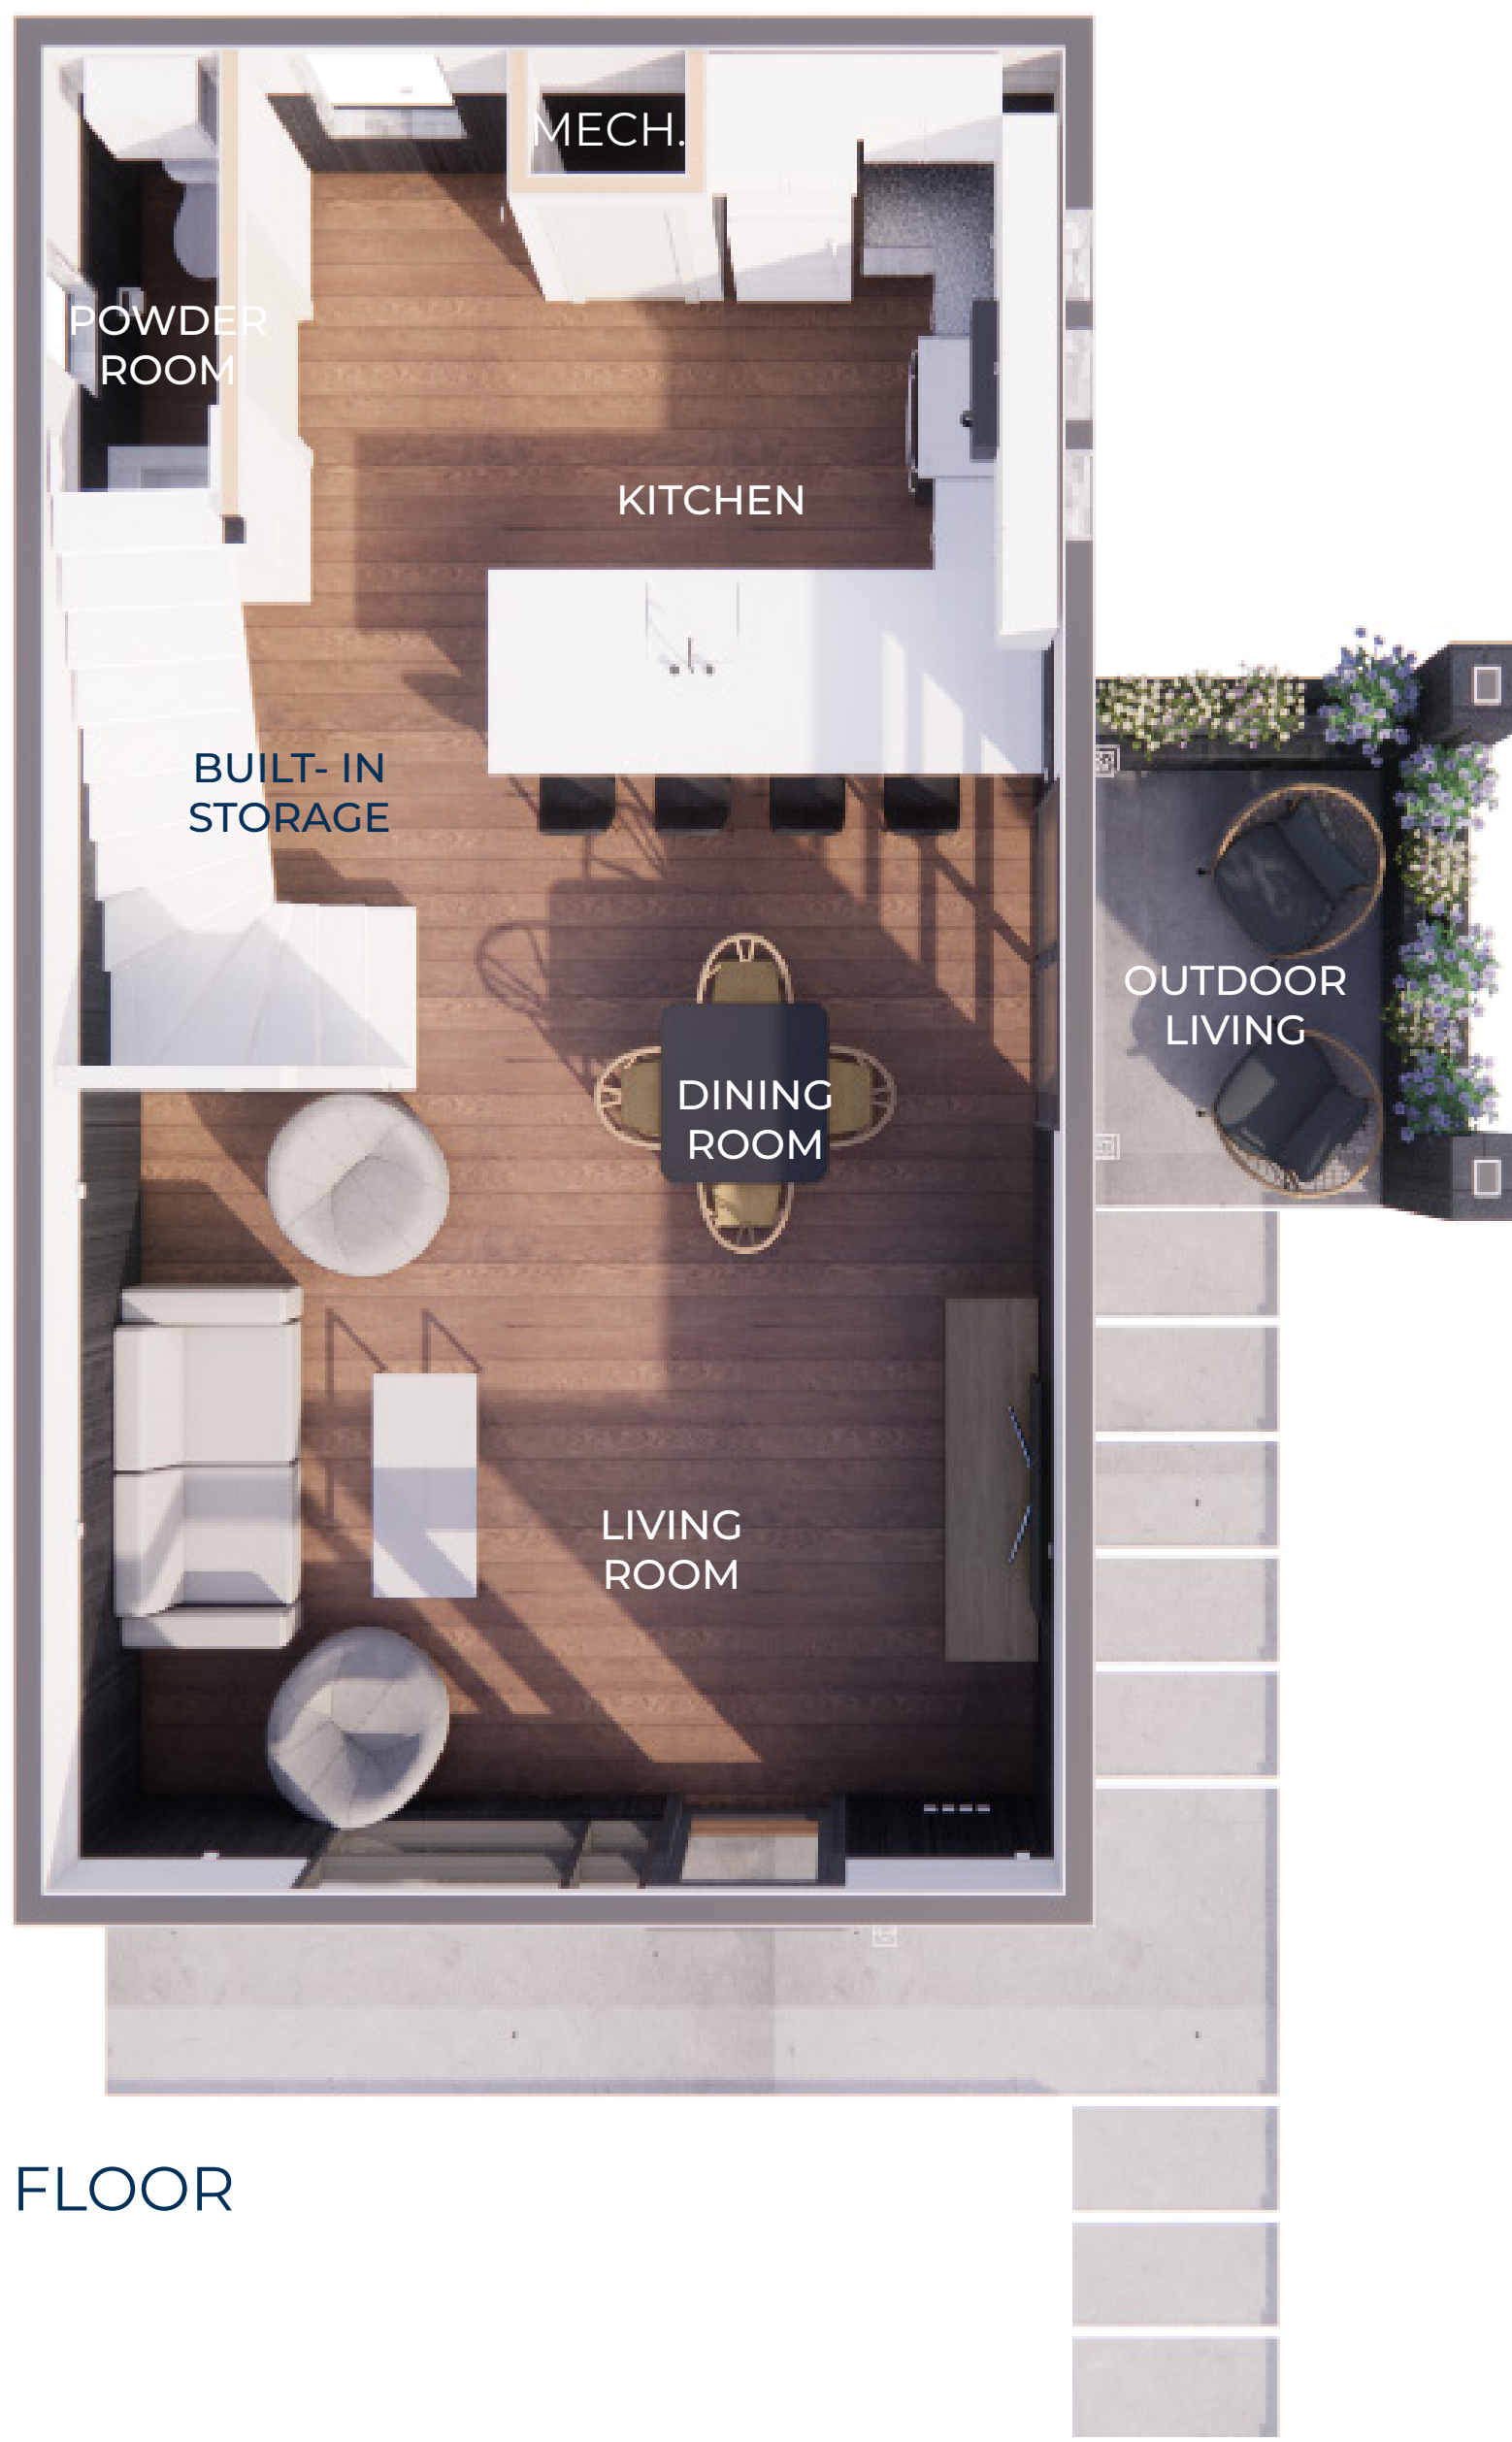 MECH.
POWDER
ROOM
KITCHEN
BUILT- IN
STORAGE
OUTDOOR
LIVING
DINING
ROOM
LIVING
ROOM
FLOOR